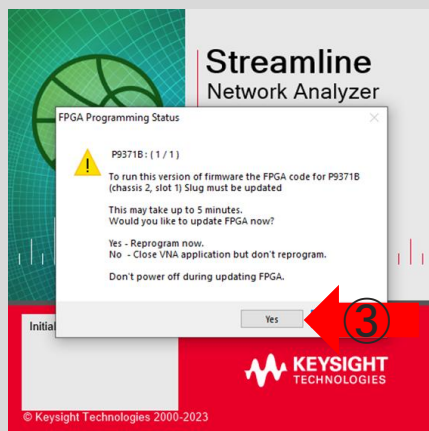 Streamline
Network Analyzer
FPGA Programming Status
P9371B: ( 1 / 1 )
To run this version of firmware the FPGA code for P9371B
(chassis 2, slot 1) Slug must be updated
This may take up to 5 minutes.
Would you like to update FPGA now?
Yes - Reprogram now.
No - Close VNA application but don't reprogram.
Don't power off during updating FPGA.
Yes
③
Initial
KEYSIGHT
TECHNOLOGIES
© Keysight Technologies 2000-2023